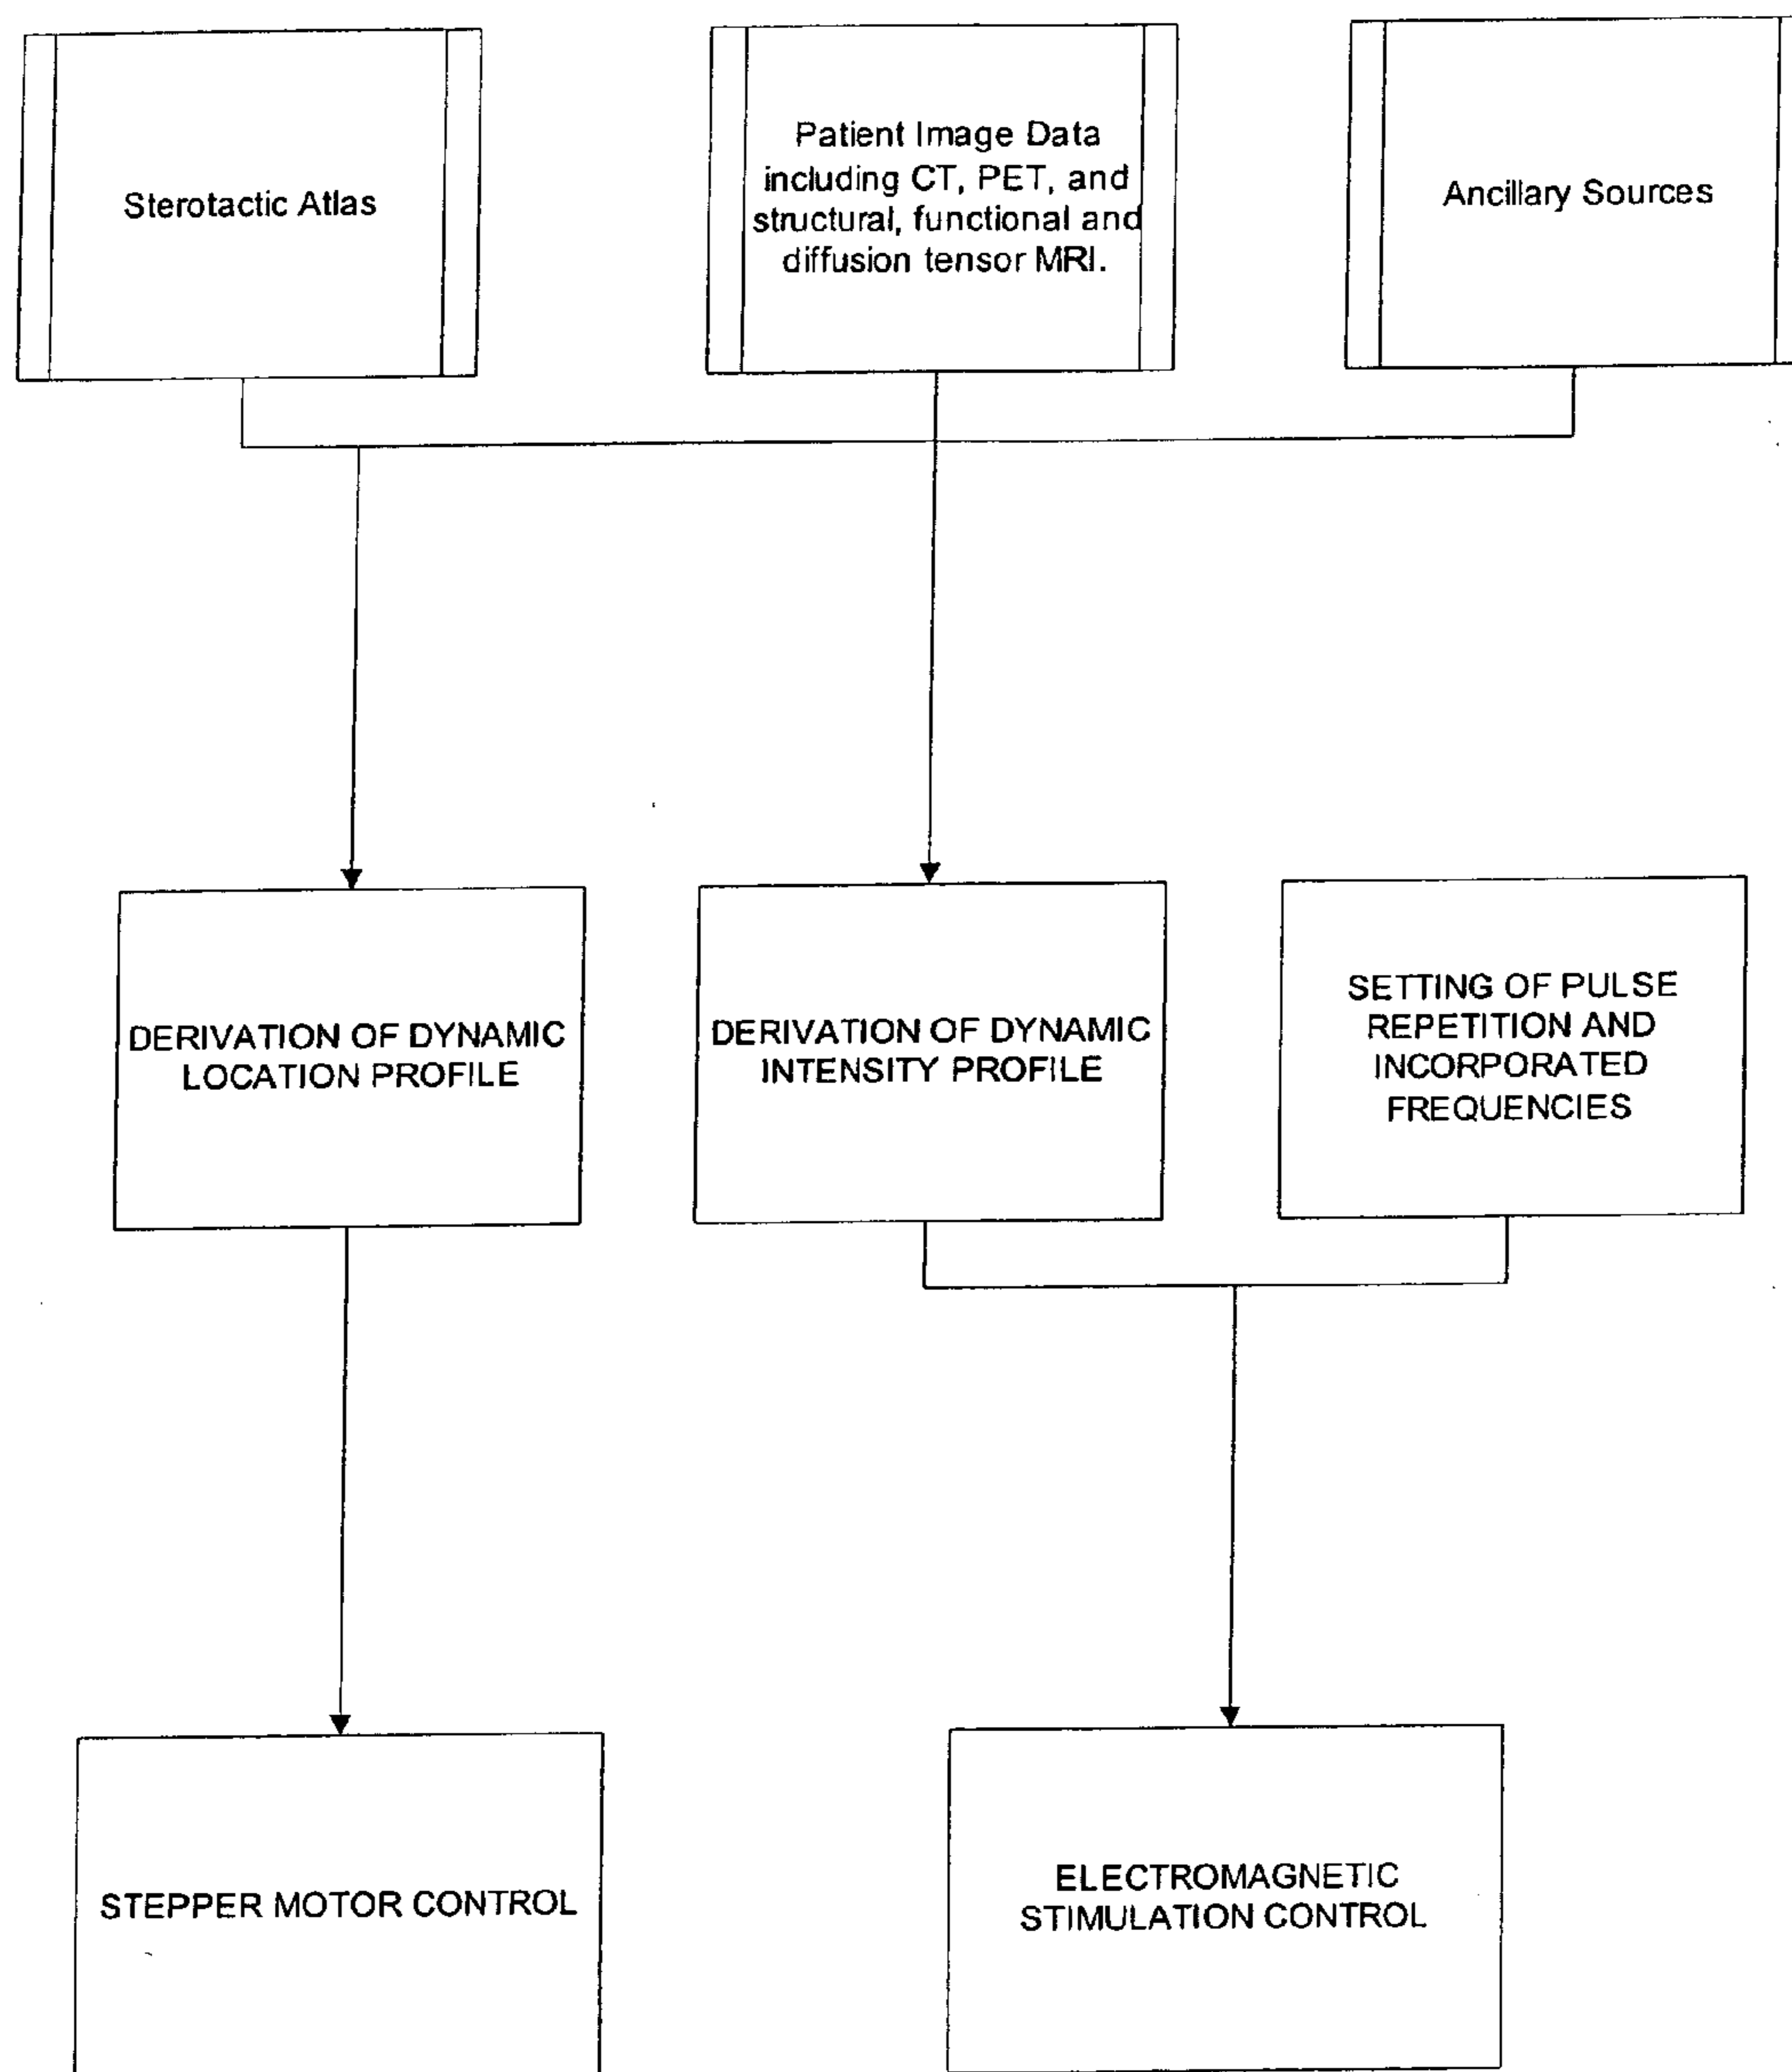 Sterotactic Atlas
Patient Image Data
including CT, PET, and
structural, functional and
diffusion tensor MRI.
Ancillary Sources
DERIVATION OF DYNAMIC
LOCATION PROFILE
DERIVATION OF DYNAMIC
INTENSITY PROFILE
SETTING OF PULSE
REPETITION AND
INCORPORATED
FREQUENCIES
STEPPER MOTOR CONTROL
ELECTROMAGNETIC
STIMULATION CONTROL